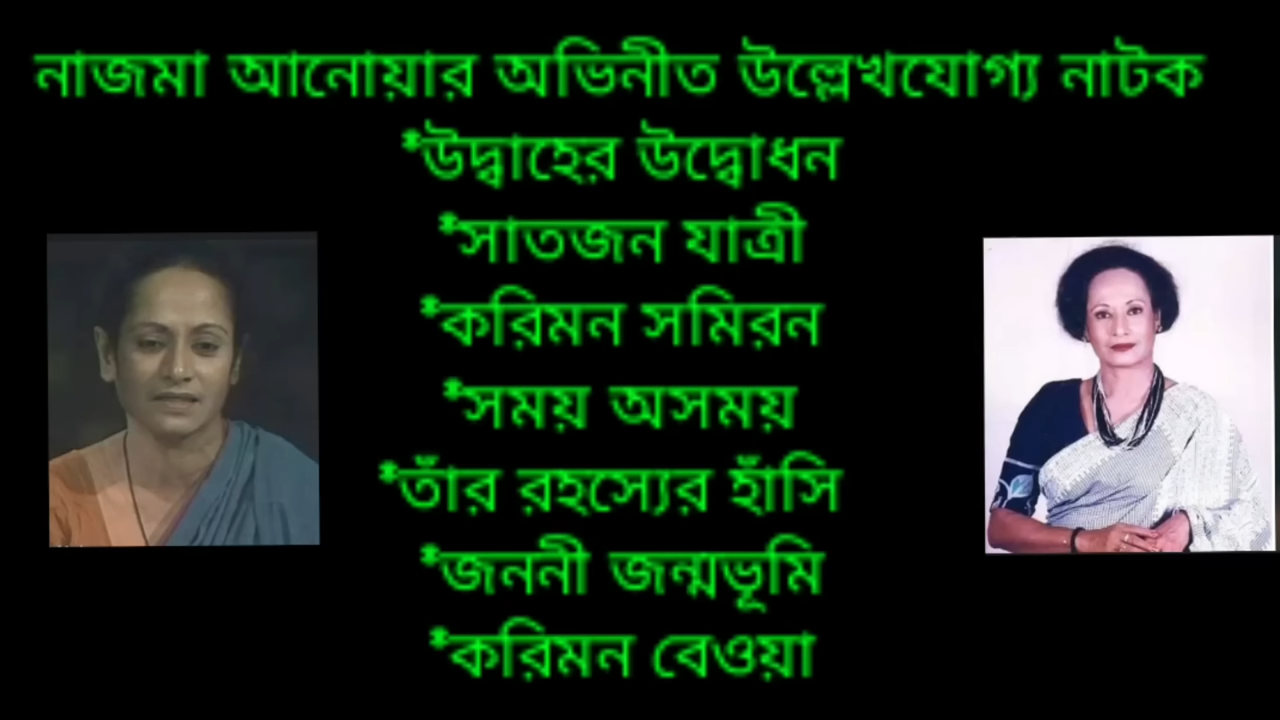 নাজমা আনোয়ার অভিনীত উল্লেখযোগ্য নাটক
*উদ্বাহের উদ্বোধন
*সাতজন যাত্রী
*করিমন সমিরন
*সময় অসময়
*তাঁর রহস্যের হাঁসি
*জননী জন্মভূমি
*করিমন বেওয়া